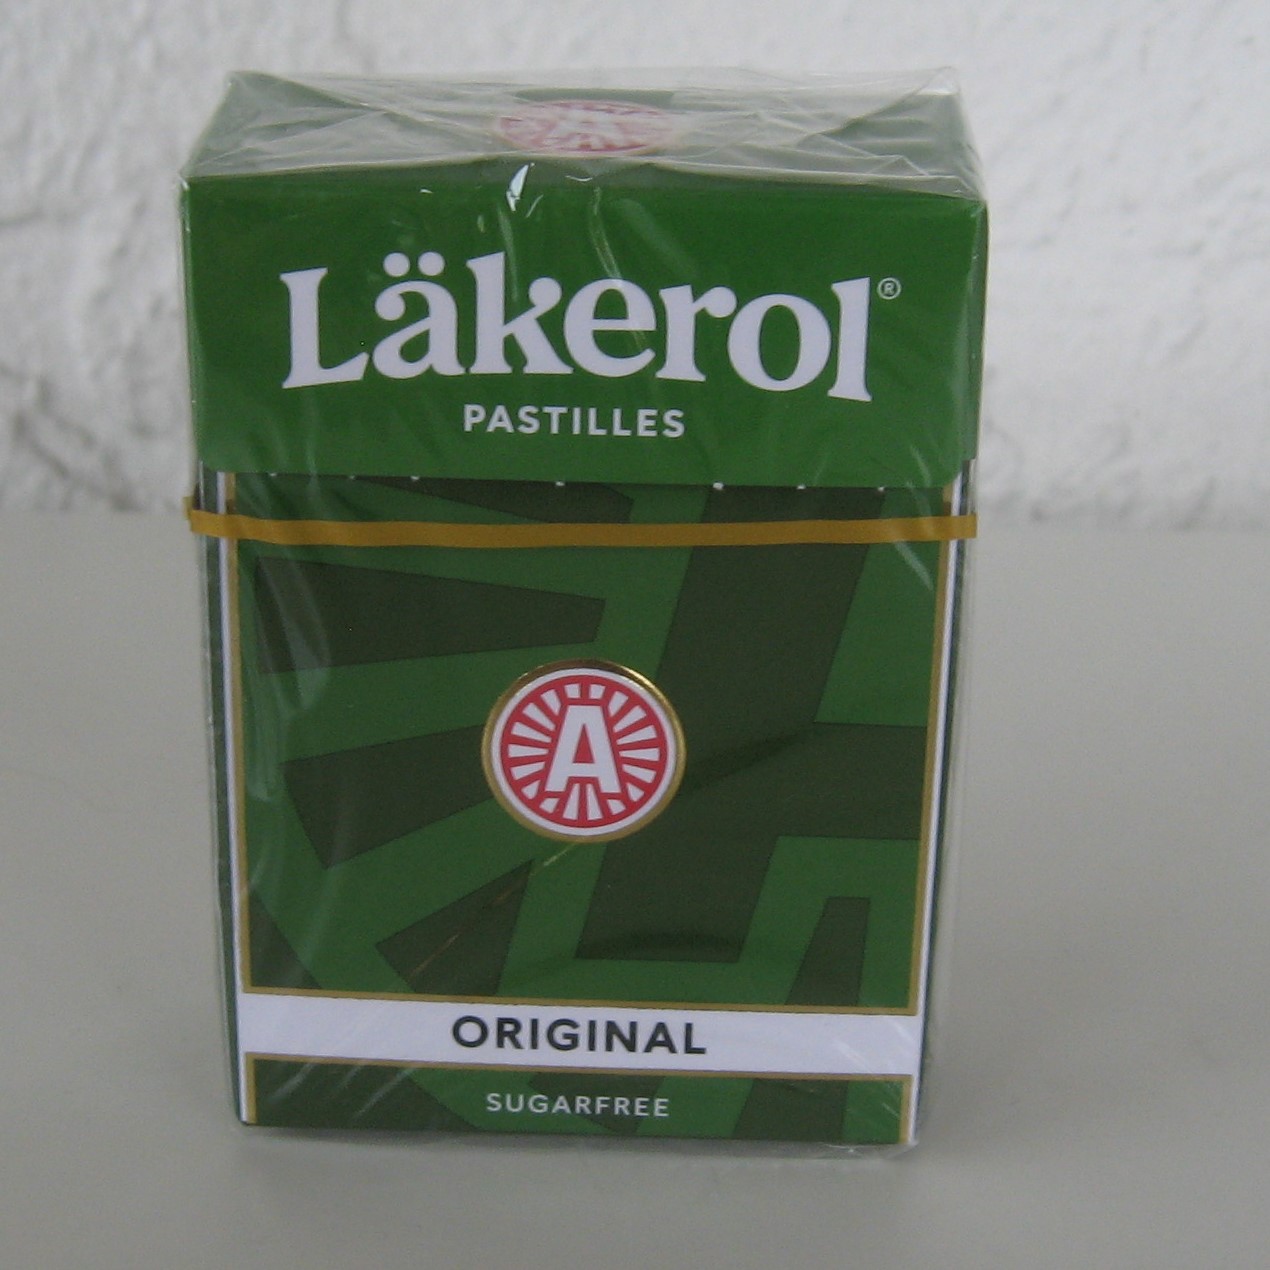 Läkerol®
PASTILLES
A
ORIGINAL
SUGARFREE